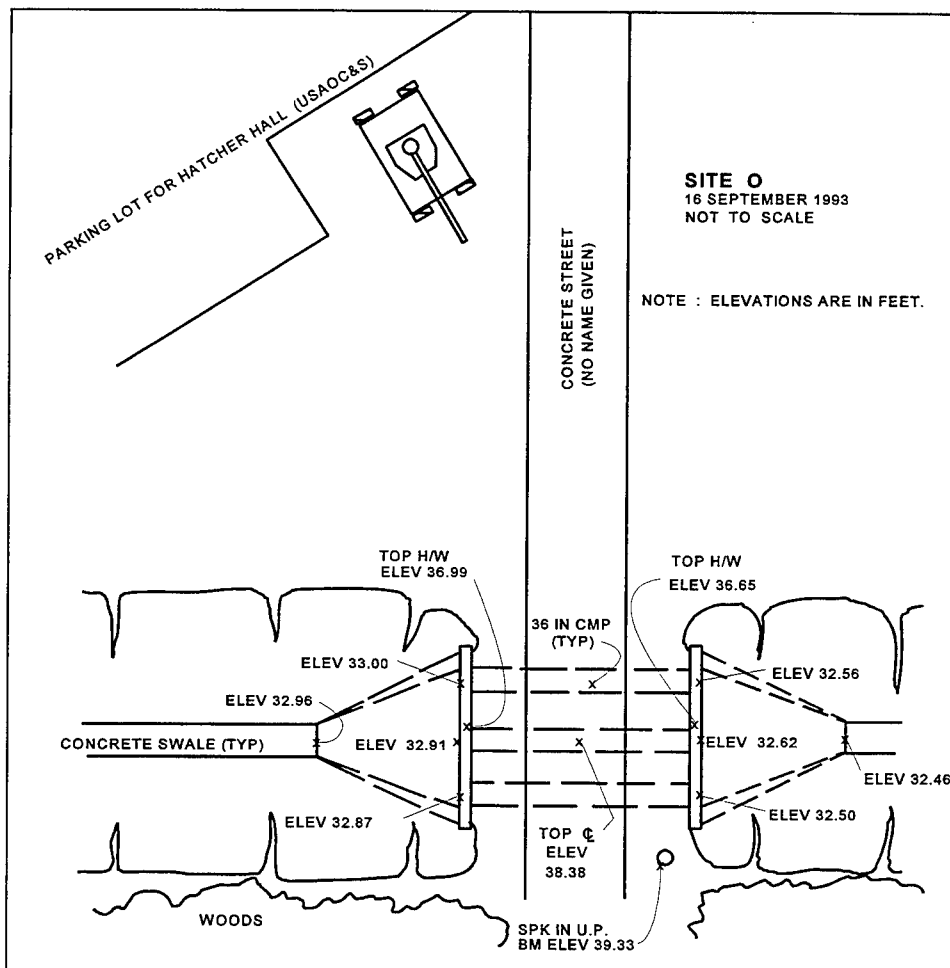 PARKING LOT FOR HATCHER HALL (USAOC&S)
SITE O
16 SEPTEMBER 1993
NOT TO SCALE
CONCRETE STREET
(NO NAME GIVEN)
NOTE : ELEVATIONS ARE IN FEET.
TOP H/W
ELEV 36.99
TOP H/W
ELEV 36.65
36 IN CMP
(TYP)
ELEV 33.00
ELEV 32.56
ELEV 32.96
CONCRETE SWALE (TYP)
ELEV 32.91
ELEV 32.62
ELEV 32.46
ELEV 32.87
ELEV 32.50
TOP ℄
ELEV
38.38
WOODS
SPK IN U.P.
BM ELEV 39.33